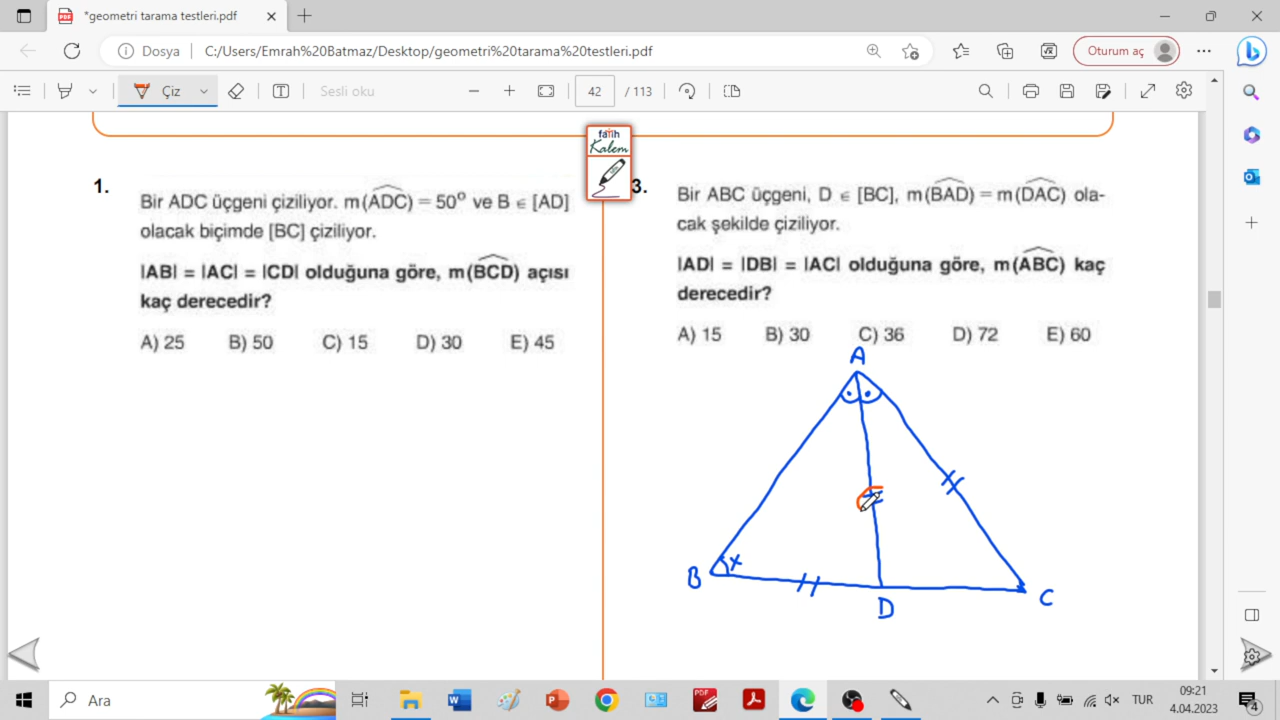 *geometri tarama testleri.pdf
Dosya
C:/Users/Emrah%20Batmaz/Desktop/geometri%20tarama%20testleri.pdf
Oturum aç
Çiz
Sesli oku
42
/ 113
fatih
Kalem
1.
Bir ADC üçgeni çiziliyor. m(ADC) = 50° ve B ∈ [AD]
olacak biçimde [BC] çiziliyor.
|AB| = |AC| = |CD| olduğuna göre, m(BCD) açısı
kaç derecedir?
A) 25 B) 50 C) 15 D) 30 E) 45
3.
Bir ABC üçgeni, D ∈ [BC], m(BAD) = m(DAC) ola-
cak şekilde çiziliyor.
|AD| = |DB| = |AC| olduğuna göre, m(ABC) kaç
derecedir?
A) 15 B) 30 C) 36 D) 72 E) 60
A
B
x
D
C
Ara
TUR
09:21
4.04.2023
4